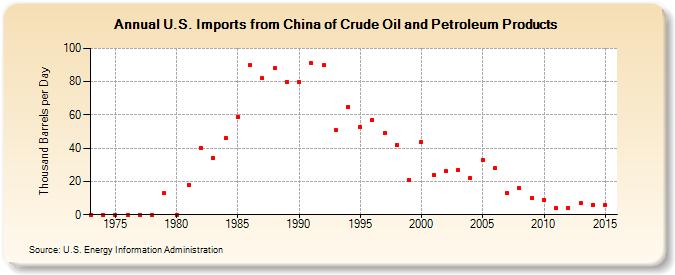 Annual U.S. Imports from China of Crude Oil and Petroleum Products
Thousand Barrels per Day
100
80
60
40
20
0
1975 1980 1985 1990 1995 2000 2005 2010 2015
Source: U.S. Energy Information Administration